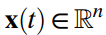 𝐱(t) ∈ ℝⁿ